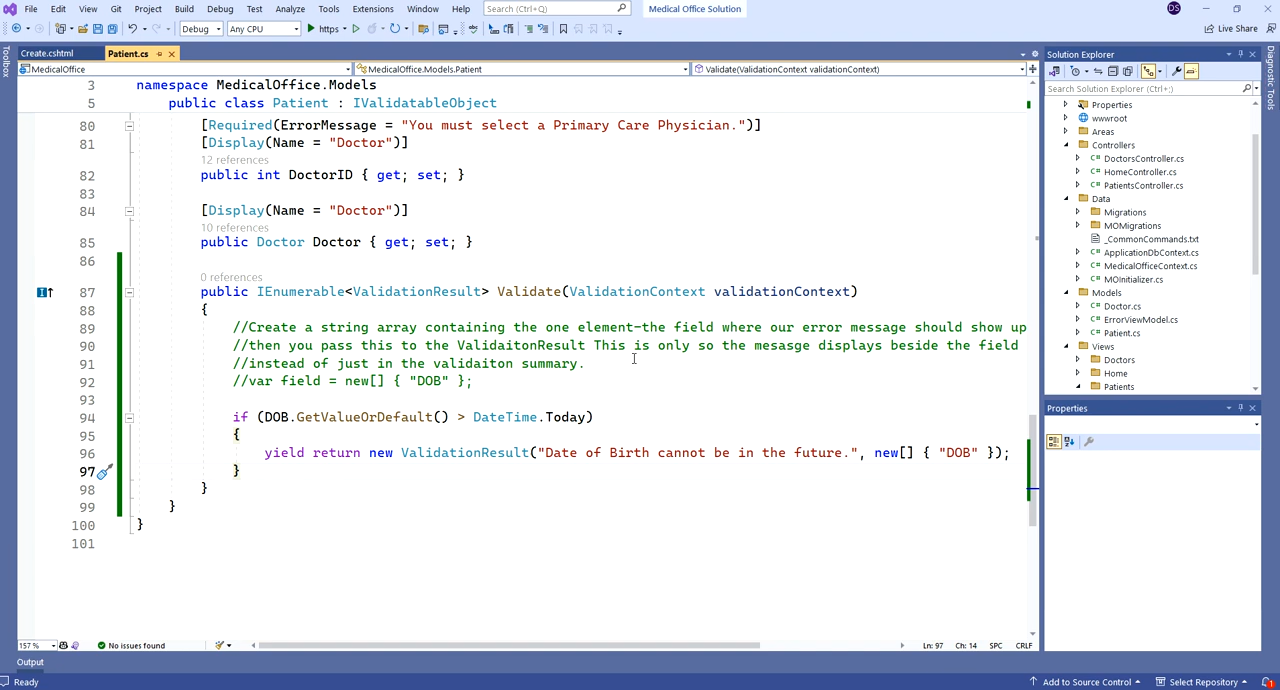 File Edit View Git Project Build Debug Test Analyze Tools Extensions Window Help Search (Ctrl+Q) Medical Office Solution DS
Debug Any CPU https Live Share
Create.cshtml Patient.cs
MedicalOffice MedicalOffice.Models.Patient Validate(ValidationContext validationContext)
Toolbox
3 namespace MedicalOffice.Models
5 public class Patient : IValidatableObject
80 [Required(ErrorMessage = "You must select a Primary Care Physician.")]
81 [Display(Name = "Doctor")]
12 references
82 public int DoctorID { get; set; }
83
84 [Display(Name = "Doctor")]
10 references
85 public Doctor Doctor { get; set; }
86
0 references
87 public IEnumerable<ValidationResult> Validate(ValidationContext validationContext)
88 {
89 //Create a string array containing the one element-the field where our error message should show up
90 //then you pass this to the ValidaitonResult This is only so the mesasge displays beside the field
91 //instead of just in the validaiton summary.
92 //var field = new[] { "DOB" };
93
94 if (DOB.GetValueOrDefault() > DateTime.Today)
95 {
96 yield return new ValidationResult("Date of Birth cannot be in the future.", new[] { "DOB" });
97 }
98 }
99 }
100 }
101
157 % No issues found Ln: 97 Ch: 14 SPC CRLF
Output
Ready Add to Source Control Select Repository 1
Solution Explorer
Search Solution Explorer (Ctrl+;)
Properties
wwwroot
Areas
Controllers
C# DoctorsController.cs
C# HomeController.cs
C# PatientsController.cs
Data
Migrations
MOMigrations
_CommonCommands.txt
C# ApplicationDbContext.cs
C# MedicalOfficeContext.cs
C# MOInitializer.cs
Models
C# Doctor.cs
C# ErrorViewModel.cs
C# Patient.cs
Views
Doctors
Home
Patients
Properties
Diagnostic Tools